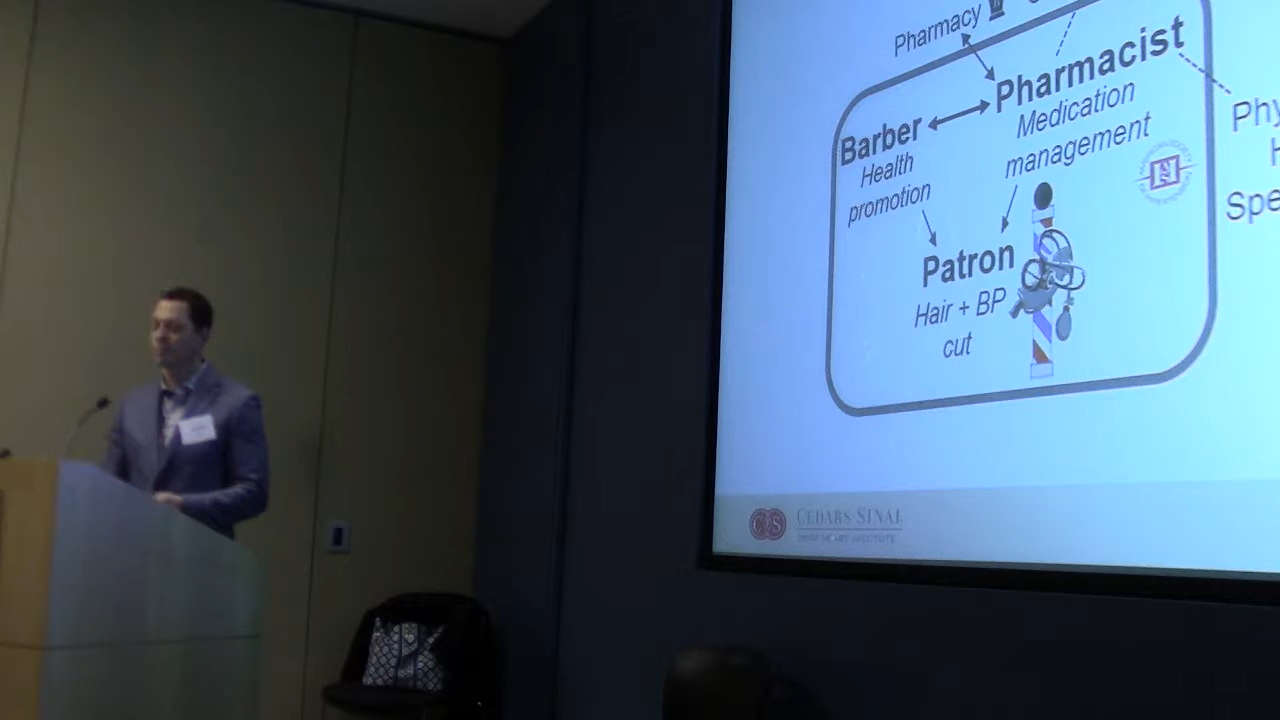 Pharmacy
Pharmacist
Medication
management
Barber
Health
promotion
Patron
Hair + BP
cut
Phy
Spe
CEDARS-SINAI